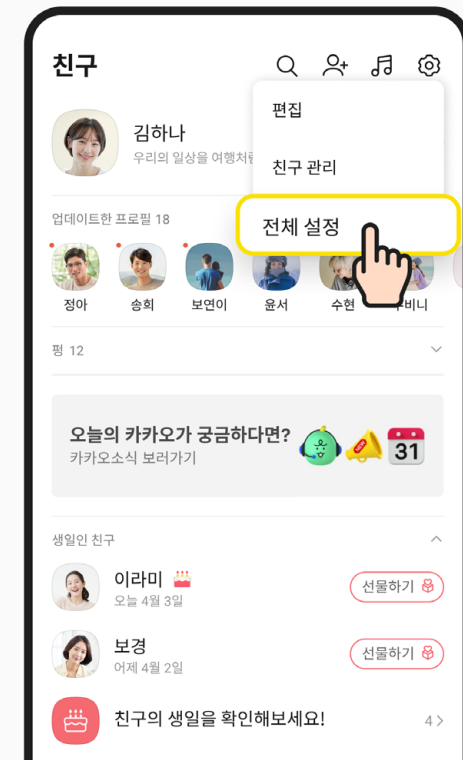 친구
편집
김하나
우리의 일상을 여행처
친구 관리
업데이트한 프로필 18
전체 설정
정아
송희
보연이
윤서
수현
비니
펑 12
오늘의 카카오가 궁금하다면?
카카오소식 보러가기
31
생일인 친구
이라미
오늘 4월 3일
선물하기
보경
어제 4월 2일
선물하기
친구의 생일을 확인해보세요!
4